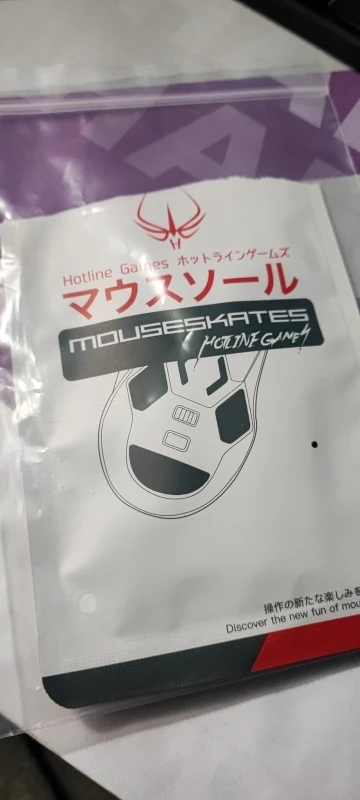 Hotline Games ホットラインゲームズ
マウスソール
MOUSESKATES
HOTLINE GAMES
操作の新たな楽しみを
Discover the new fun of mou